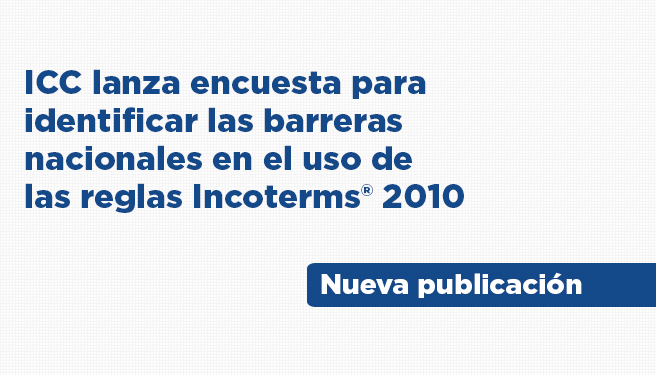 ICC lanza encuesta para
identificar las barreras
nacionales en el uso de
las reglas Incoterms® 2010
Nueva publicación